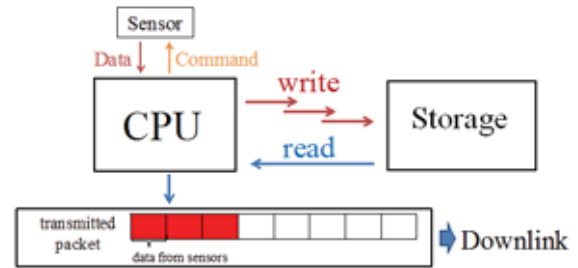 Sensor
Data
Command
CPU
write
read
Storage
transmitted
packet
data from sensors
Downlink